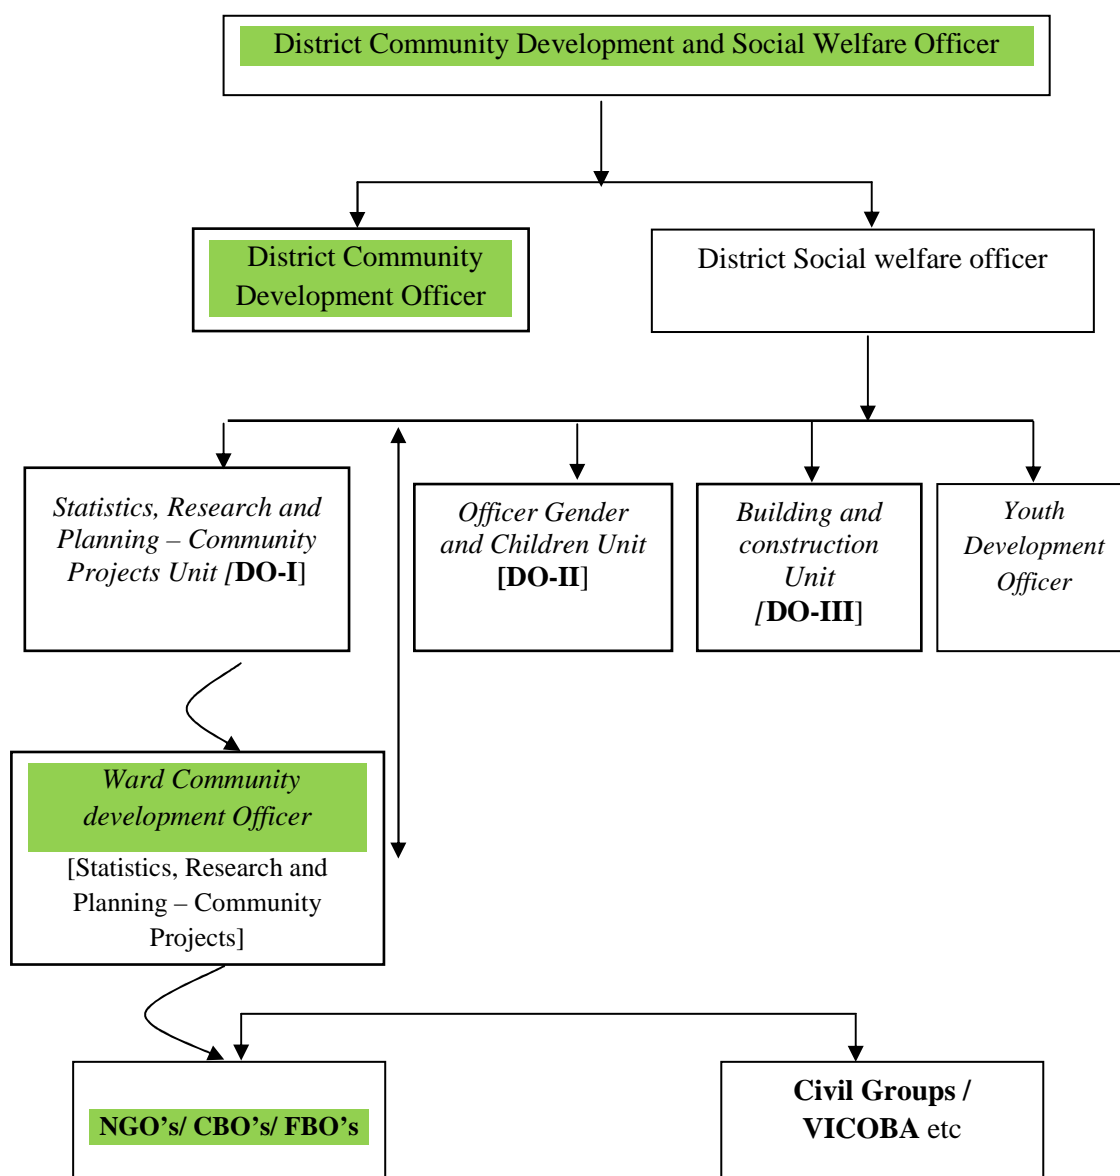 District Community Development and Social Welfare Officer
District Community
Development Officer
District Social welfare officer
Statistics, Research and
Planning – Community
Projects Unit [DO-I]
Officer Gender
and Children Unit
[DO-II]
Building and
construction
Unit
[DO-III]
Youth
Development
Officer
Ward Community
development Officer
[Statistics, Research and
Planning – Community
Projects]
NGO’s/ CBO’s/ FBO’s
Civil Groups /
VICOBA etc